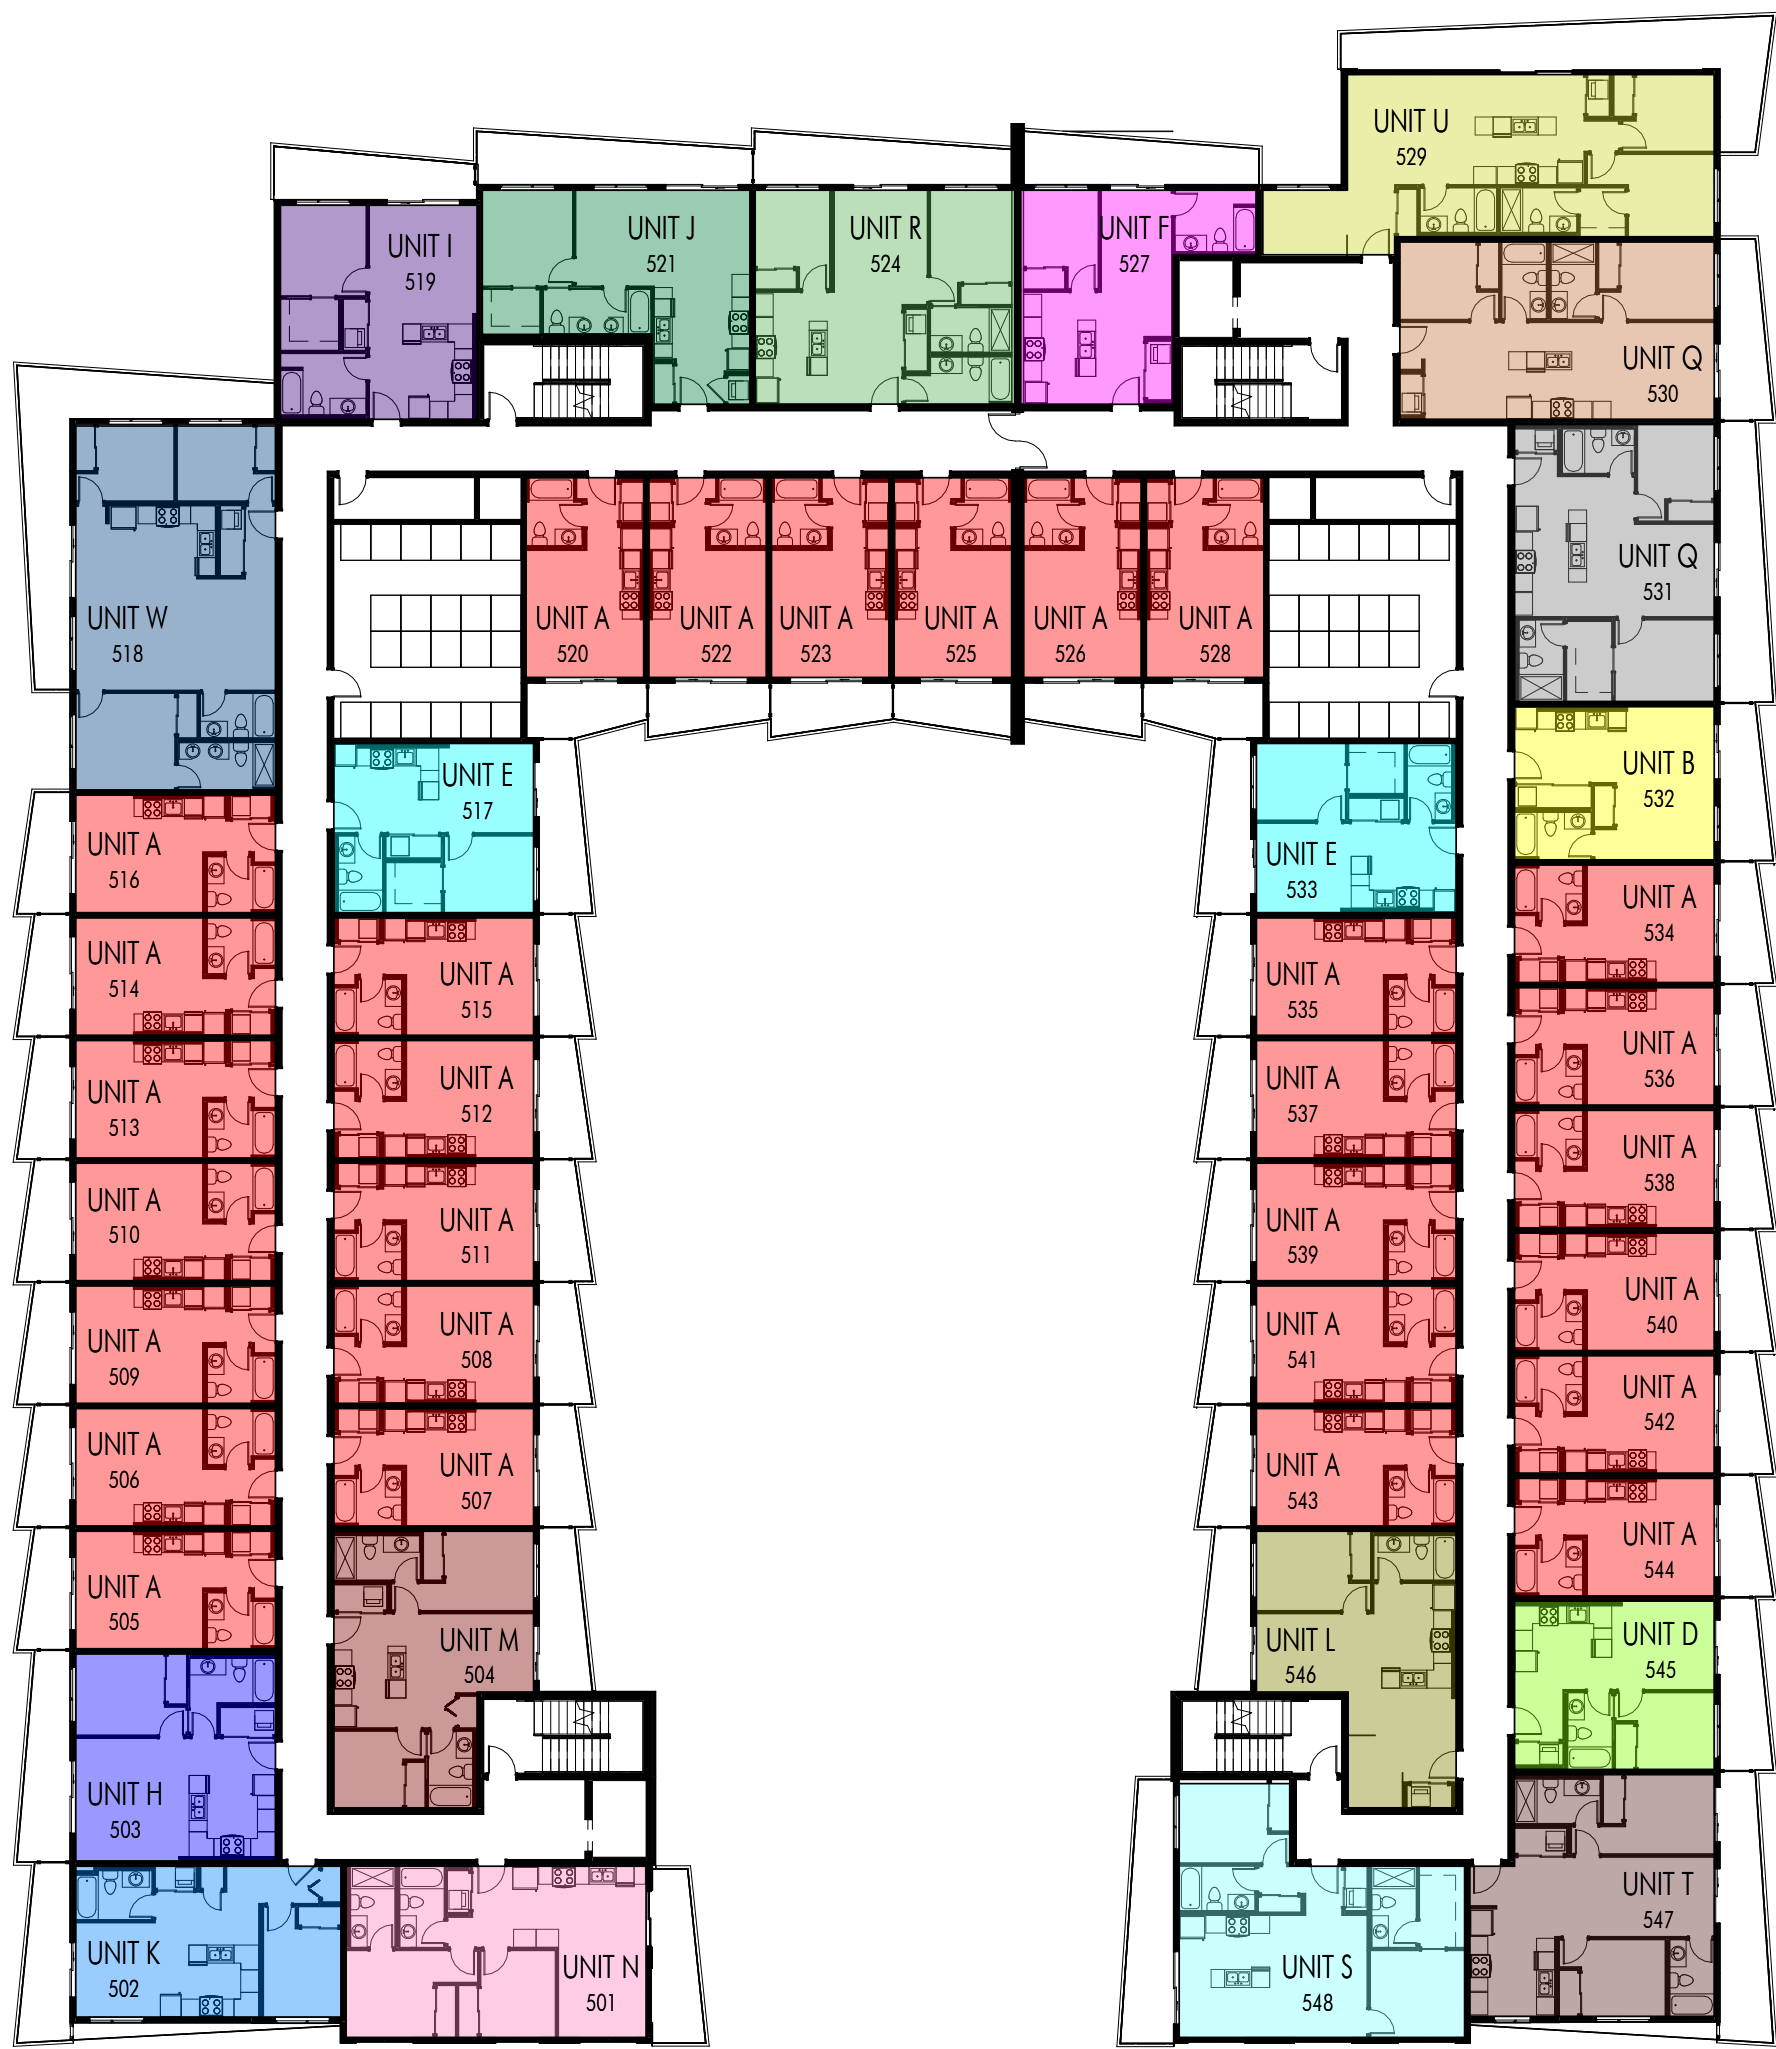 UNIT U
529
UNIT I
519
UNIT J
521
UNIT R
524
UNIT F
527
UNIT Q
530
UNIT W
518
UNIT A
520
UNIT A
522
UNIT A
523
UNIT A
525
UNIT A
526
UNIT A
528
UNIT Q
531
UNIT E
517
UNIT B
532
UNIT A
516
UNIT E
533
UNIT A
534
UNIT A
514
UNIT A
515
UNIT A
535
UNIT A
536
UNIT A
513
UNIT A
512
UNIT A
537
UNIT A
538
UNIT A
510
UNIT A
511
UNIT A
539
UNIT A
540
UNIT A
509
UNIT A
508
UNIT A
541
UNIT A
542
UNIT A
506
UNIT A
507
UNIT A
543
UNIT A
544
UNIT A
505
UNIT M
504
UNIT L
546
UNIT D
545
UNIT H
503
UNIT T
547
UNIT K
502
UNIT N
501
UNIT S
548